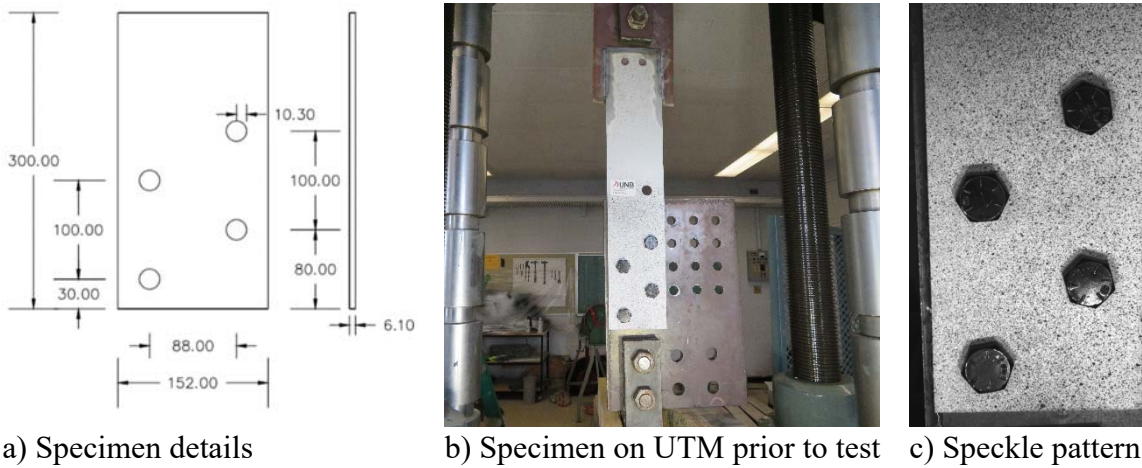 10.30
300.00
100.00
100.00
80.00
30.00
6.10
88.00
152.00
UNB
a) Specimen details
b) Specimen on UTM prior to test
c) Speckle pattern